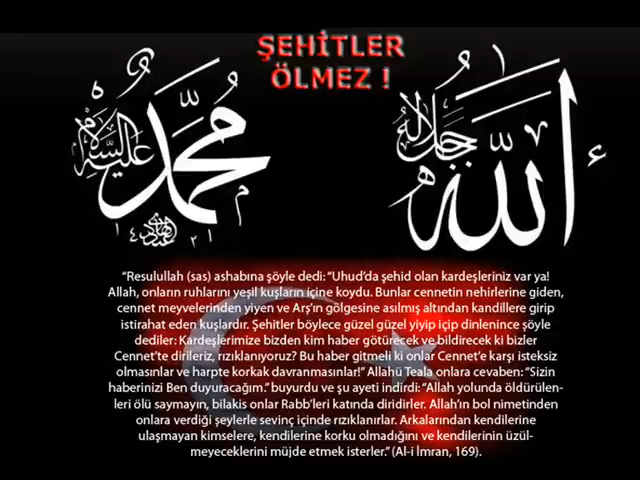 ŞEHİTLER
ÖLMEZ !
محمد
عليه السلام
الله
جل جلاله
“Resulullah (sas) ashabına şöyle dedi: “Uhud’da şehid olan kardeşleriniz var ya!
Allah, onların ruhlarını yeşil kuşların içine koydu. Bunlar cennetin nehirlerine giden,
cennet meyvelerinden yiyen ve Arş’ın gölgesine asılmış altından kandillere girip
istirahat eden kuşlardır. Şehitler böylece güzel güzel yiyip içip dinlenince şöyle
dediler: Kardeşlerimize bizden kim haber götürecek ve bildirecek ki bizler
Cennet’te dirileriz, rızıklanıyoruz? Bu haber gitmeli ki onlar Cennet’e karşı isteksiz
olmasınlar ve harpte korkak davranmasınlar!” Allahü Teala onlara cevaben: “Sizin
haberinizi Ben duyuracağım.” buyurdu ve şu ayeti indirdi: “Allah yolunda öldürülen-
leri ölü saymayın, bilakis onlar Rabb’leri katında diridirler. Allah’ın bol nimetinden
onlara verdiği şeylerle sevinç içinde rızıklanırlar. Arkalarından kendilerine
ulaşmayan kimselere, kendilerine korku olmadığını ve kendilerinin üzül-
meyeceklerini müjde etmek isterler.” (Al-i İmran, 169).